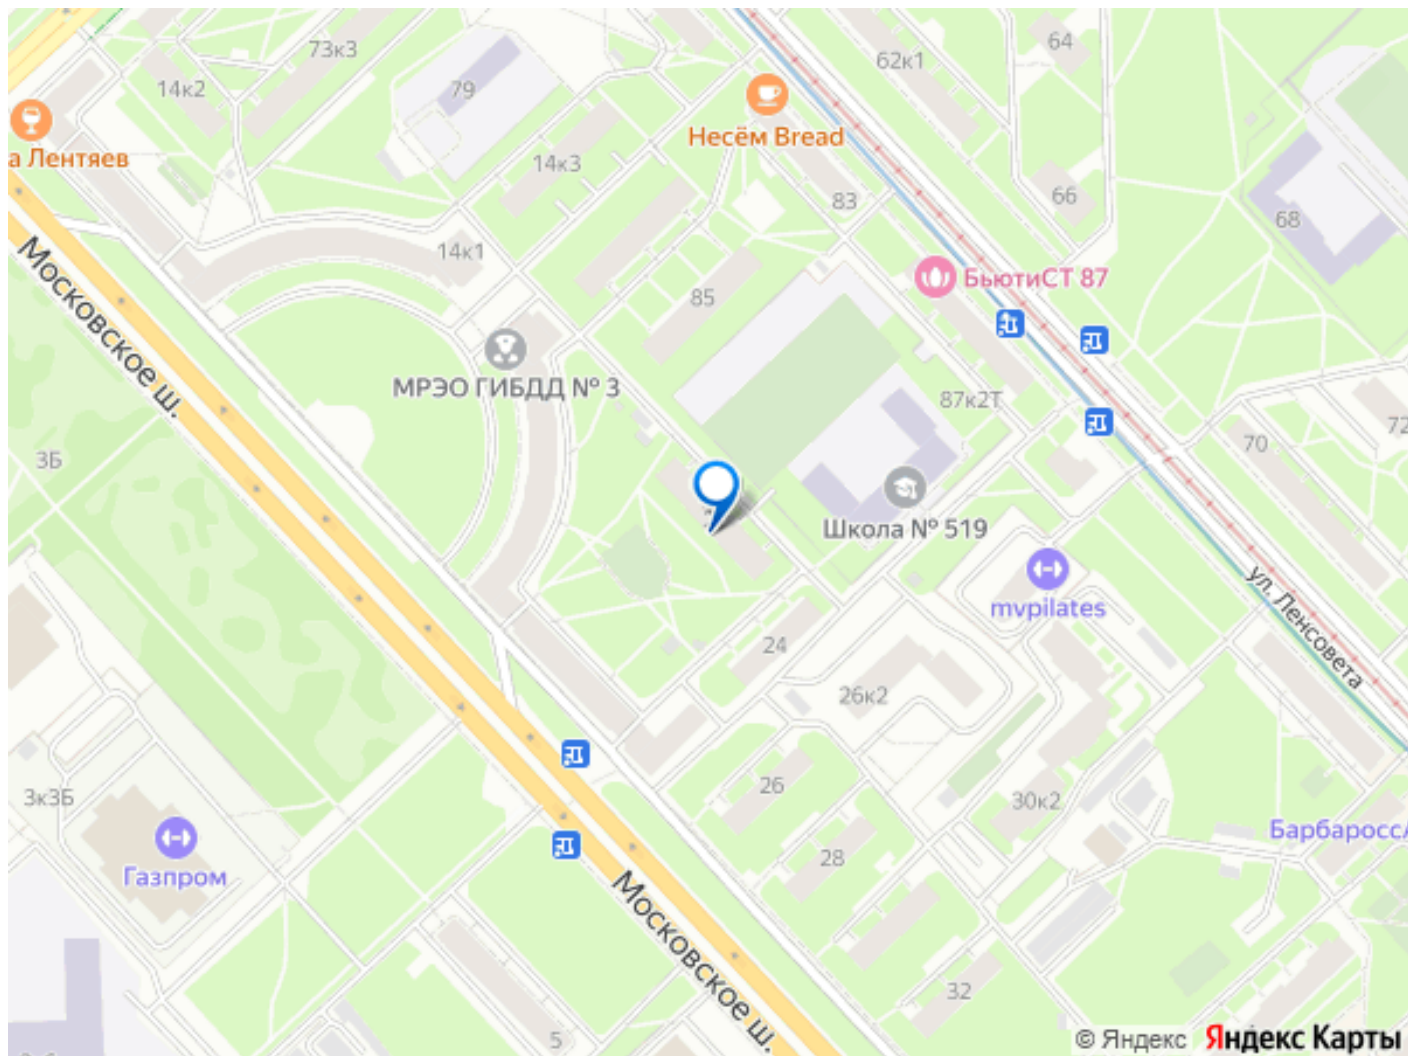 64
73к3
62к1
14к2
79
Несём Bread
а Лентяев
14к3
66
83
68
14к1
БьютиСТ 87
85
Московское ш.
МРЭО ГИБДД № 3
87к2Т
72
70
3Б
Школа № 519
mvpilates
ул. Ленсовета
24
26к2
26
3к3Б
30к2
БарбароссА
28
Газпром
Московское ш.
32
5
© Яндекс Яндекс Карты